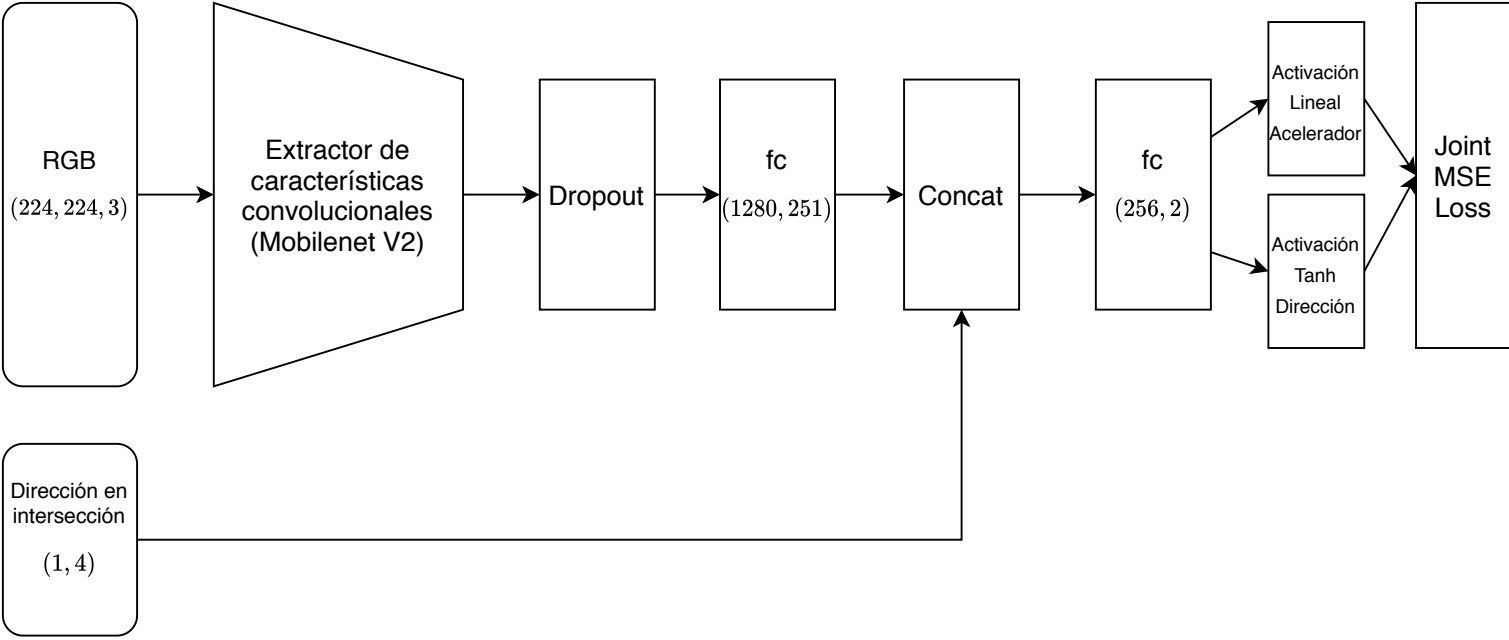 RGB
(224, 224, 3)
Extractor de
características
convolucionales
(Mobilenet V2)
Dropout
fc
(1280, 251)
Concat
fc
(256, 2)
Activación
Lineal
Acelerador
Activación
Tanh
Dirección
Joint
MSE
Loss
Dirección en
intersección
(1, 4)